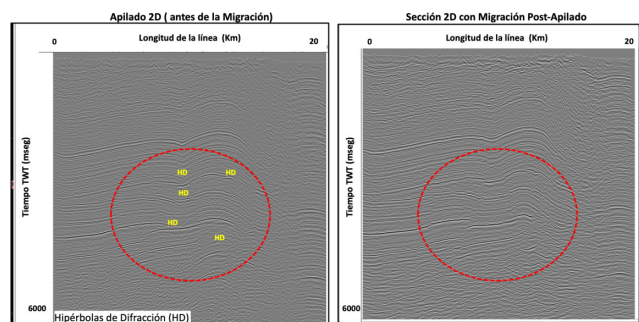 Apilado 2D ( antes de la Migración)
0
20
Longitud de la línea (Km)
Tiempo TWT (mseg)
HD
HD
HD
HD
HD
6000
Hipérbolas de Difracción (HD)
Sección 2D con Migración Post-Apilado
0
20
Longitud de la línea (Km)
Tiempo TWT (mseg)
6000